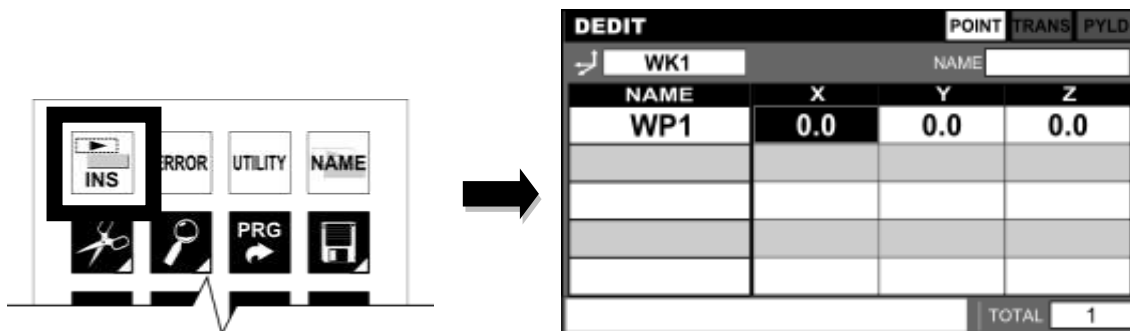 INS
ERROR
UTILITY
NAME
PRG
DEDIT POINT TRANS PYLD
WK1 NAME
NAME X Y Z
WP1 0.0 0.0 0.0
TOTAL 1